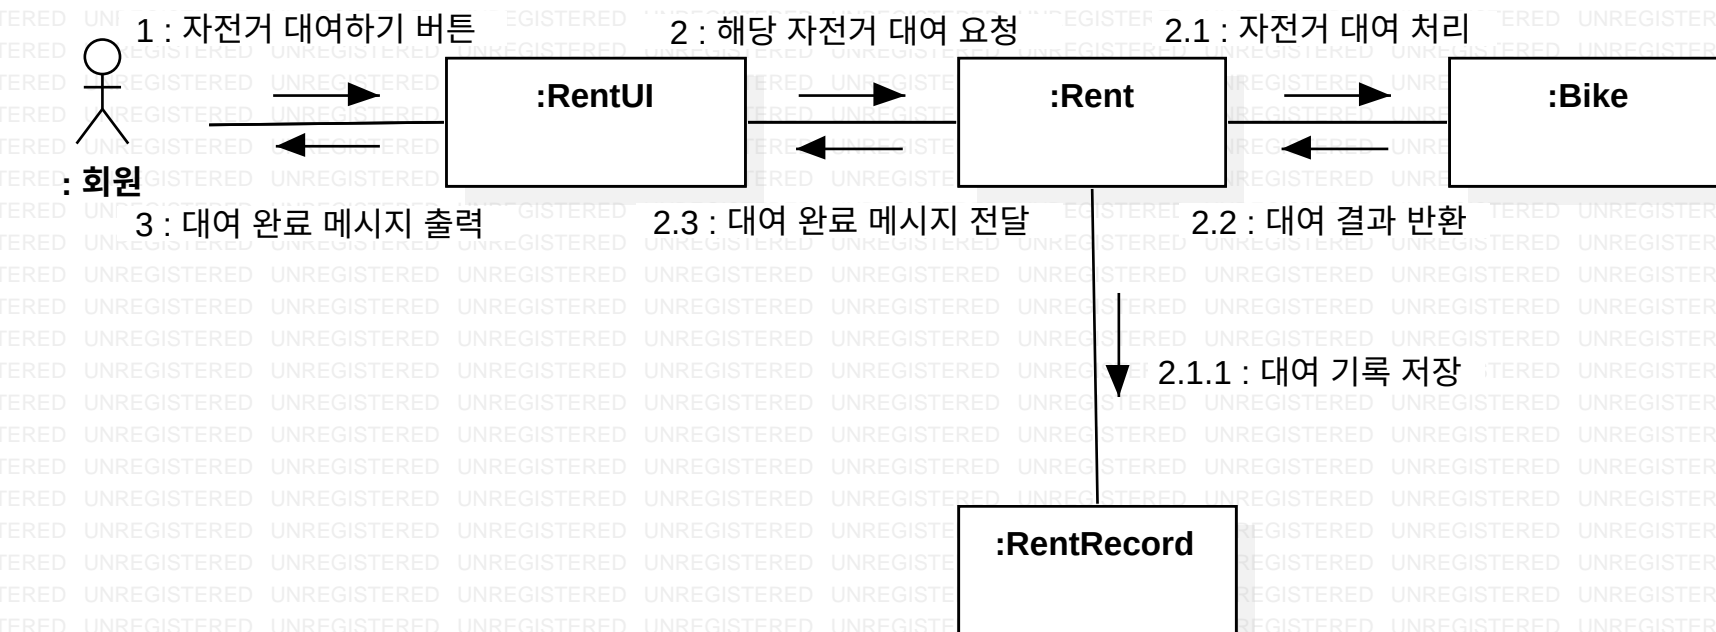 1 : 자전거 대여하기 버튼
2 : 해당 자전거 대여 요청
2.1 : 자전거 대여 처리
:RentUI
:Rent
:Bike
: 회원
3 : 대여 완료 메시지 출력
2.3 : 대여 완료 메시지 전달
2.2 : 대여 결과 반환
2.1.1 : 대여 기록 저장
:RentRecord
UNREGISTERED